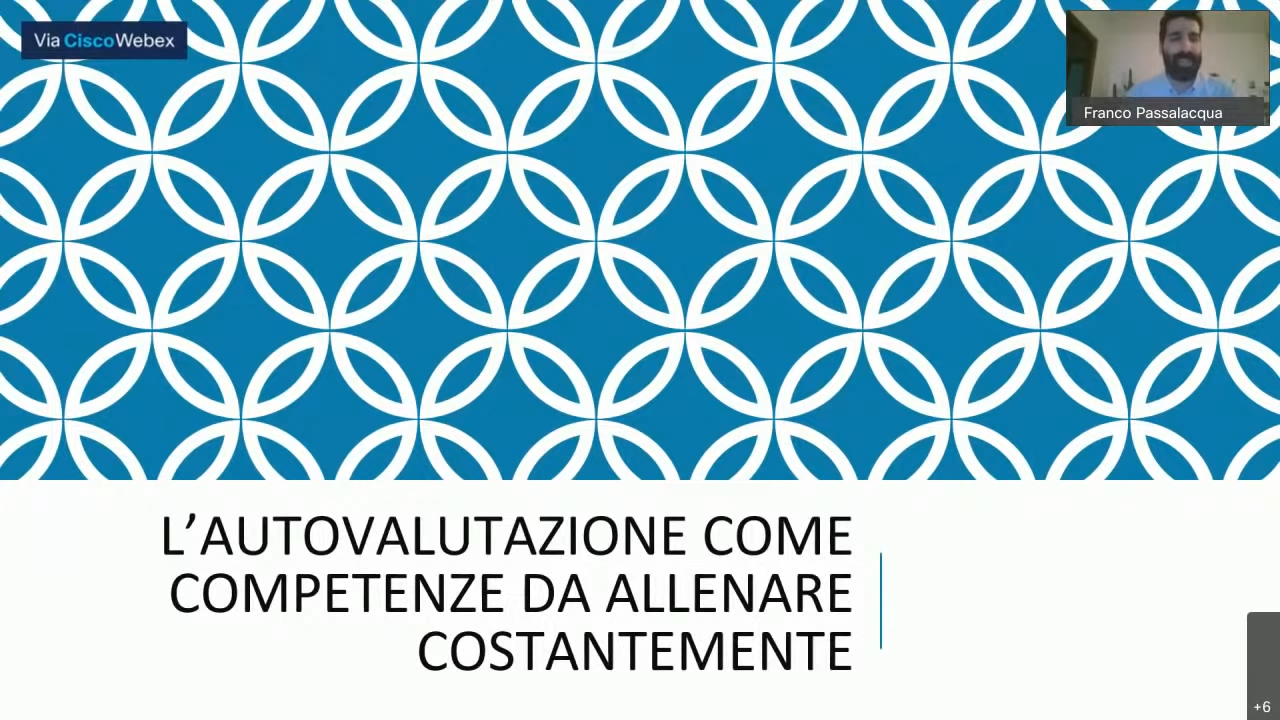 Via CiscoWebex
Franco Passalacqua
L’AUTOVALUTAZIONE COME
COMPETENZE DA ALLENARE
COSTANTEMENTE
+6